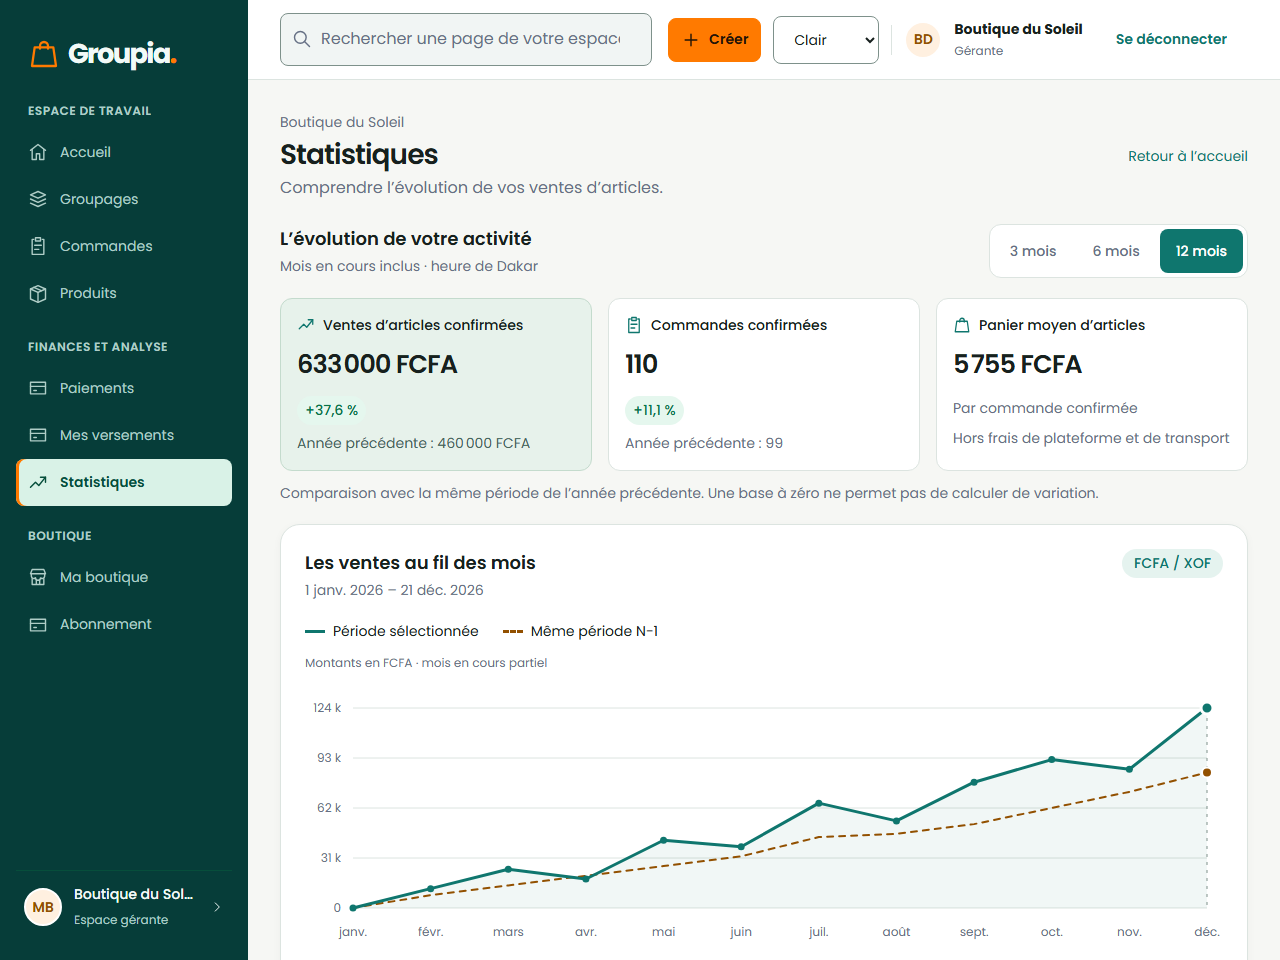 Groupia.
ESPACE DE TRAVAIL
Accueil
Groupages
Commandes
Produits
FINANCES ET ANALYSE
Paiements
Mes versements
Statistiques
BOUTIQUE
Ma boutique
Abonnement
MB
Boutique du Sol...
Espace gérante
Rechercher une page de votre espac
Créer
Clair
BD
Boutique du Soleil
Gérante
Se déconnecter
Boutique du Soleil
Statistiques
Retour à l’accueil
Comprendre l’évolution de vos ventes d’articles.
L’évolution de votre activité
Mois en cours inclus · heure de Dakar
3 mois 6 mois 12 mois
Ventes d’articles confirmées
633 000 FCFA
+37,6 %
Année précédente : 460 000 FCFA
Commandes confirmées
110
+11,1 %
Année précédente : 99
Panier moyen d’articles
5 755 FCFA
Par commande confirmée
Hors frais de plateforme et de transport
Comparaison avec la même période de l’année précédente. Une base à zéro ne permet pas de calculer de variation.
Les ventes au fil des mois
FCFA / XOF
1 janv. 2026 – 21 déc. 2026
Période sélectionnée Même période N-1
Montants en FCFA · mois en cours partiel
124 k
93 k
62 k
31 k
0
janv. févr. mars avr. mai juin juil. août sept. oct. nov. déc.